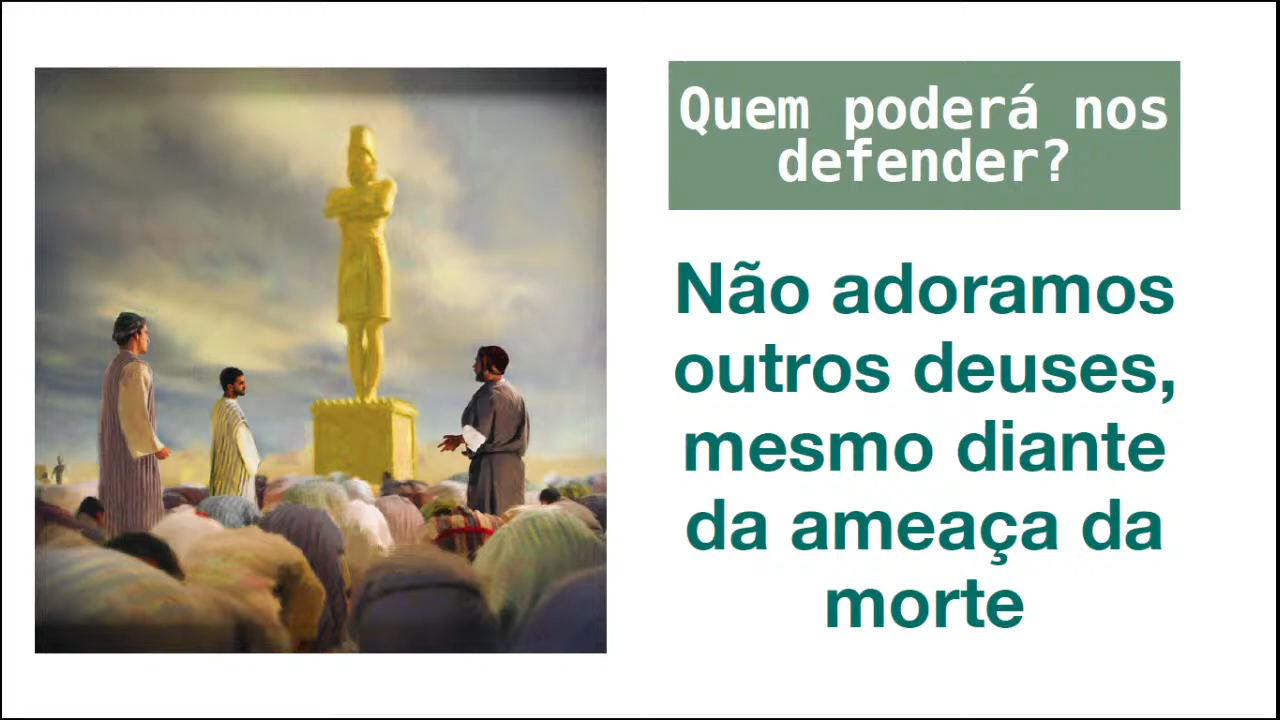 Quem poderá nos
defender?
Não adoramos
outros deuses,
mesmo diante
da ameaça da
morte